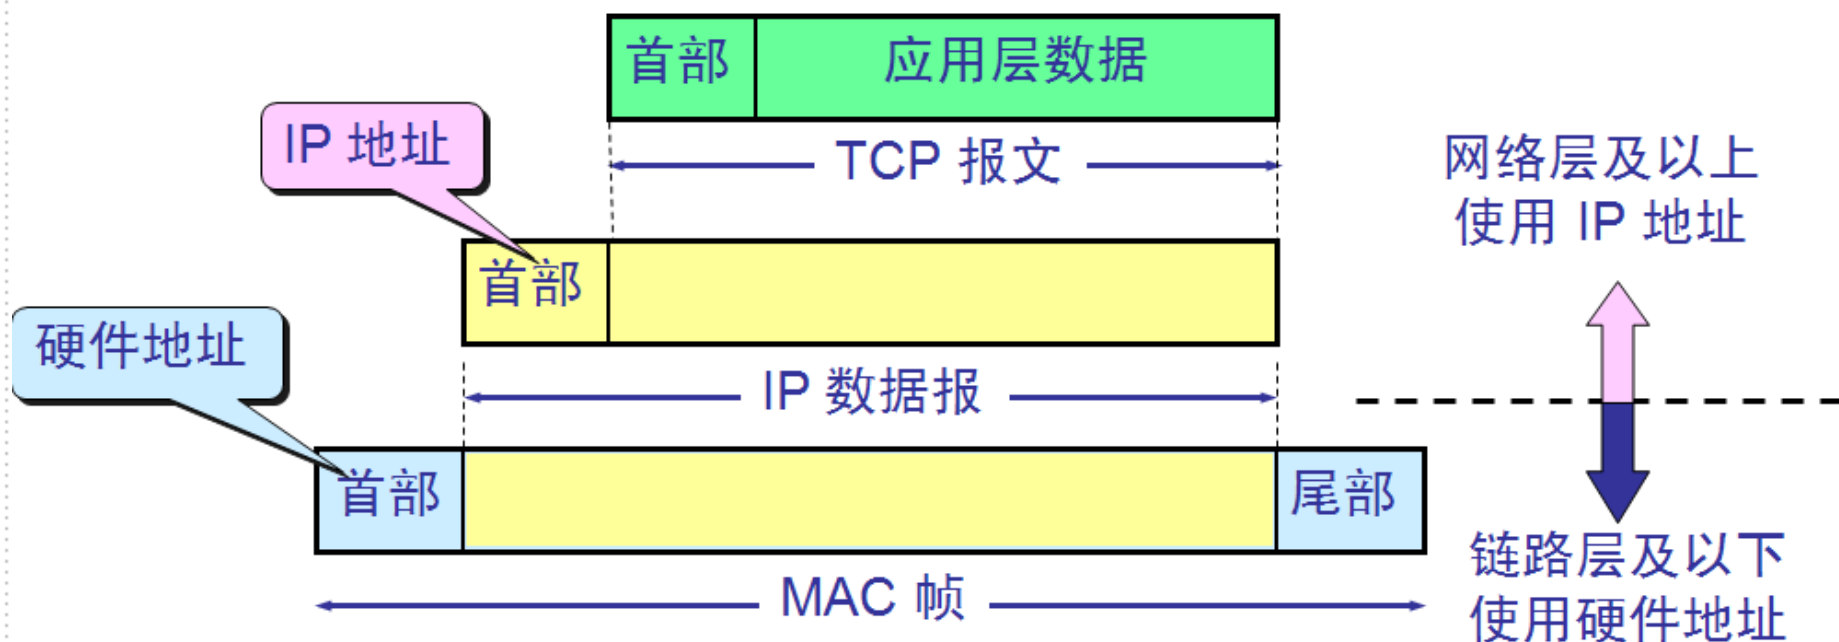 首部
应用层数据
IP 地址
TCP 报文
网络层及以上
使用 IP 地址
首部
硬件地址
IP 数据报
首部
尾部
链路层及以下
使用硬件地址
MAC 帧